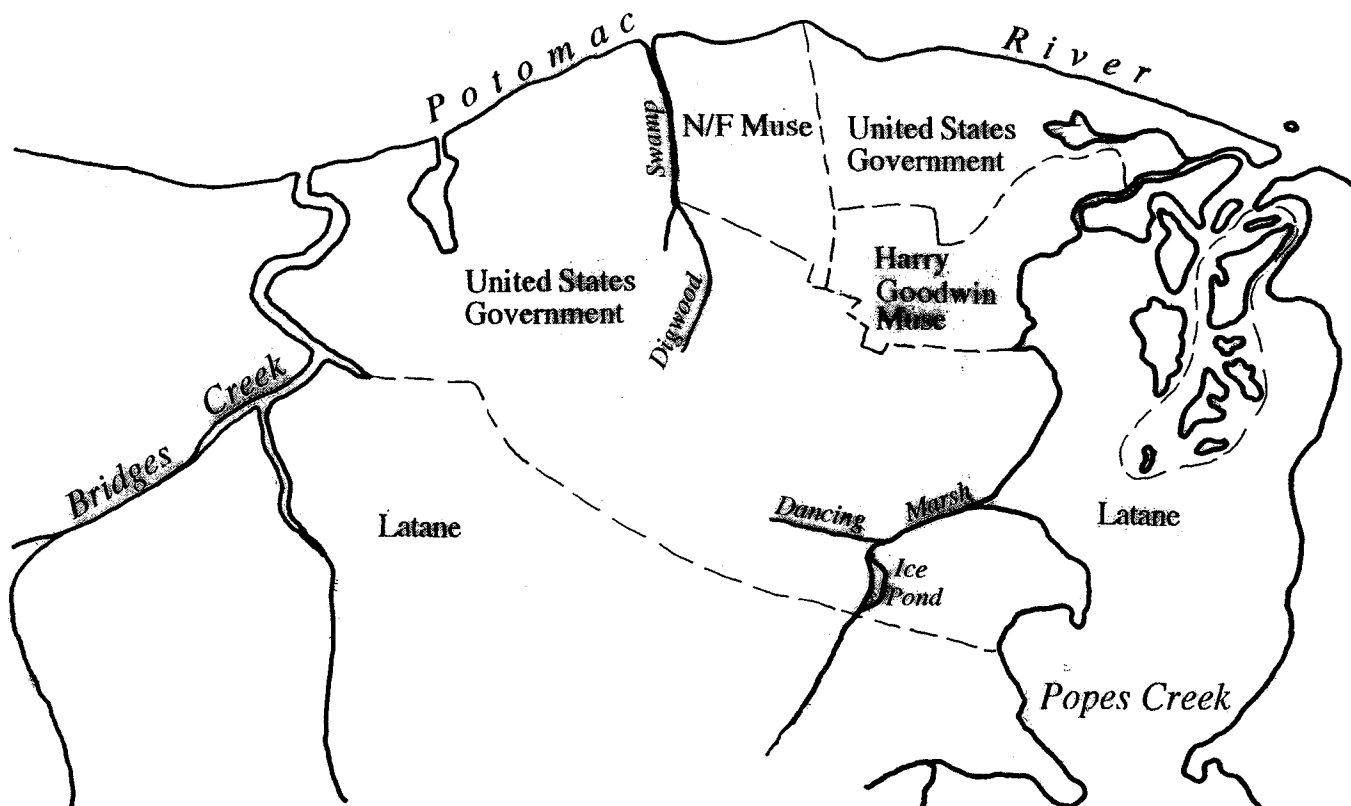 Potomac
River
Swamp
N/F Muse
United States
Government
United States
Government
Harry
Goodwin
Muse
Digwood
Creek
Bridges
Latane
Dancing
Marsh
Latane
Ice
Pond
Popes Creek